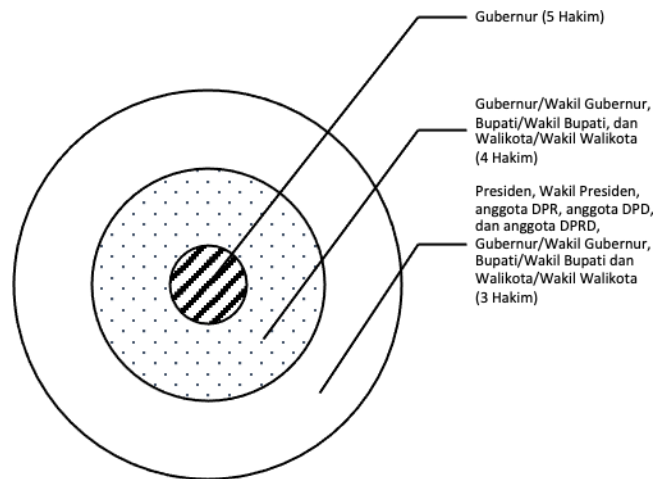 Gubernur (5 Hakim)
Gubernur/Wakil Gubernur,
Bupati/Wakil Bupati, dan
Walikota/Wakil Walikota
(4 Hakim)
Presiden, Wakil Presiden,
anggota DPR, anggota DPD,
dan anggota DPRD,
Gubernur/Wakil Gubernur,
Bupati/Wakil Bupati dan
Walikota/Wakil Walikota
(3 Hakim)